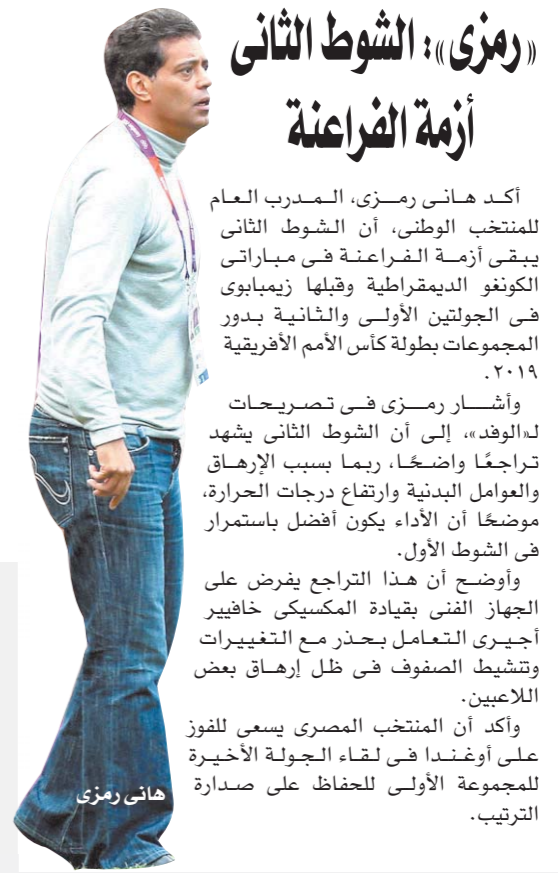 «رمزى»: الشوط الثانى
أزمة الفراعنة
أكد هانى رمزى، المدرب العام
للمنتخب الوطنى، أن الشوط الثانى
يبقى أزمة الفراعنة فى مباراتى
الكونغو الديمقراطية وقبلها زيمبابوى
فى الجولتين الأولى والثانية بدور
المجموعات بطولة كأس الأمم الأفريقية
٢٠١٩.
وأشار رمزى فى تصريحات
لـ«الوفد»، إلى أن الشوط الثانى يشهد
تراجعًا واضحًا، ربما بسبب الإرهاق
والعوامل البدنية وارتفاع درجات الحرارة،
موضحًا أن الأداء يكون أفضل باستمرار
فى الشوط الأول.
وأوضح أن هذا التراجع يفرض على
الجهاز الفنى بقيادة المكسيكى خافيير
أجيرى التعامل بحذر مع التغييرات
وتنشيط الصفوف فى ظل إرهاق بعض
اللاعبين.
وأكد أن المنتخب المصرى يسعى للفوز
على أوغندا فى لقاء الجولة الأخيرة
للمجموعة الأولى للحفاظ على صدارة
الترتيب.
هانى رمزى